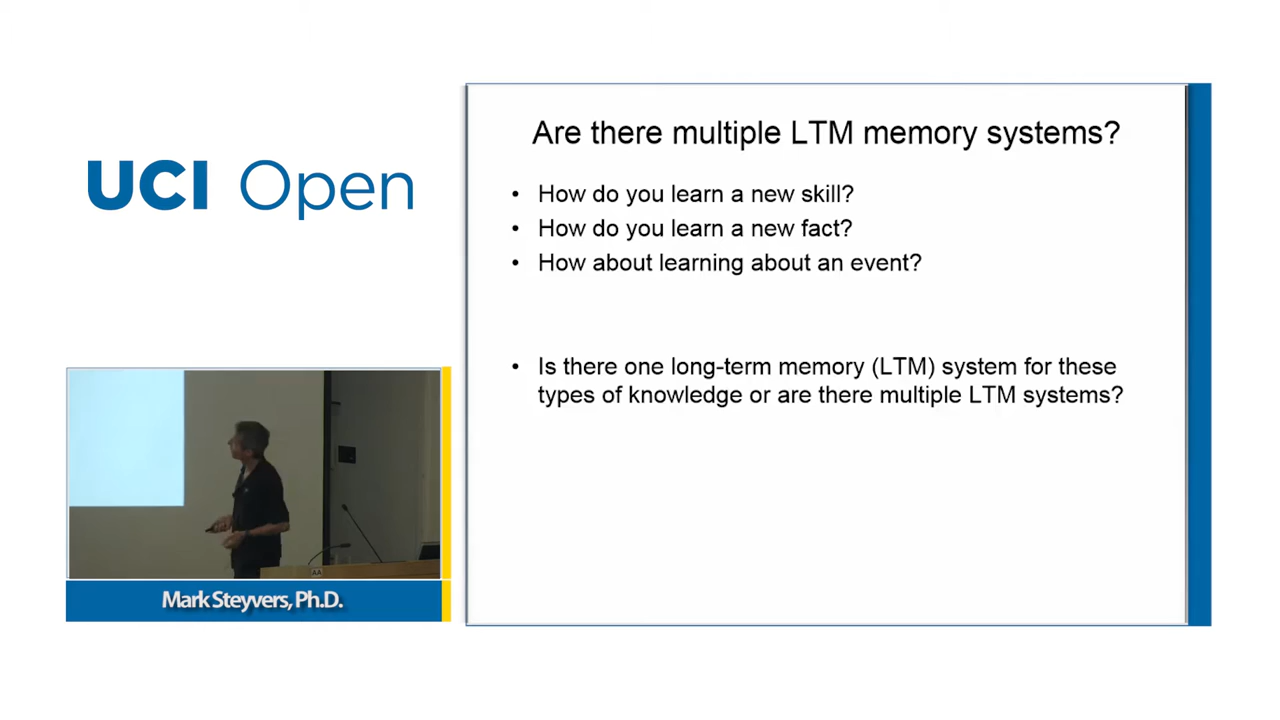 UCI Open
Are there multiple LTM memory systems?
• How do you learn a new skill?
• How do you learn a new fact?
• How about learning about an event?
• Is there one long-term memory (LTM) system for these
types of knowledge or are there multiple LTM systems?
AA
Mark Steyvers, Ph.D.